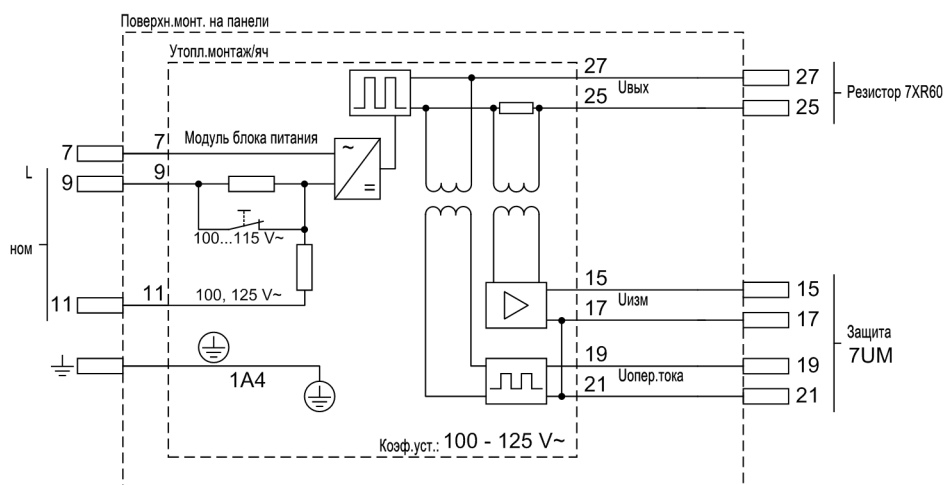 Поверхн.монт. на панели
Утопл.монтаж/яч
27
Uвых
27
25
25
Резистор 7XR60
Модуль блока питания
7
7
~
=
L
9
9
100...115 V~
ном
11
11
100, 125 V~
15
Uизм
15
17
17
Защита
7UM
1A4
19
Uопер.тока
19
21
21
Коэф.уст.: 100 - 125 V~